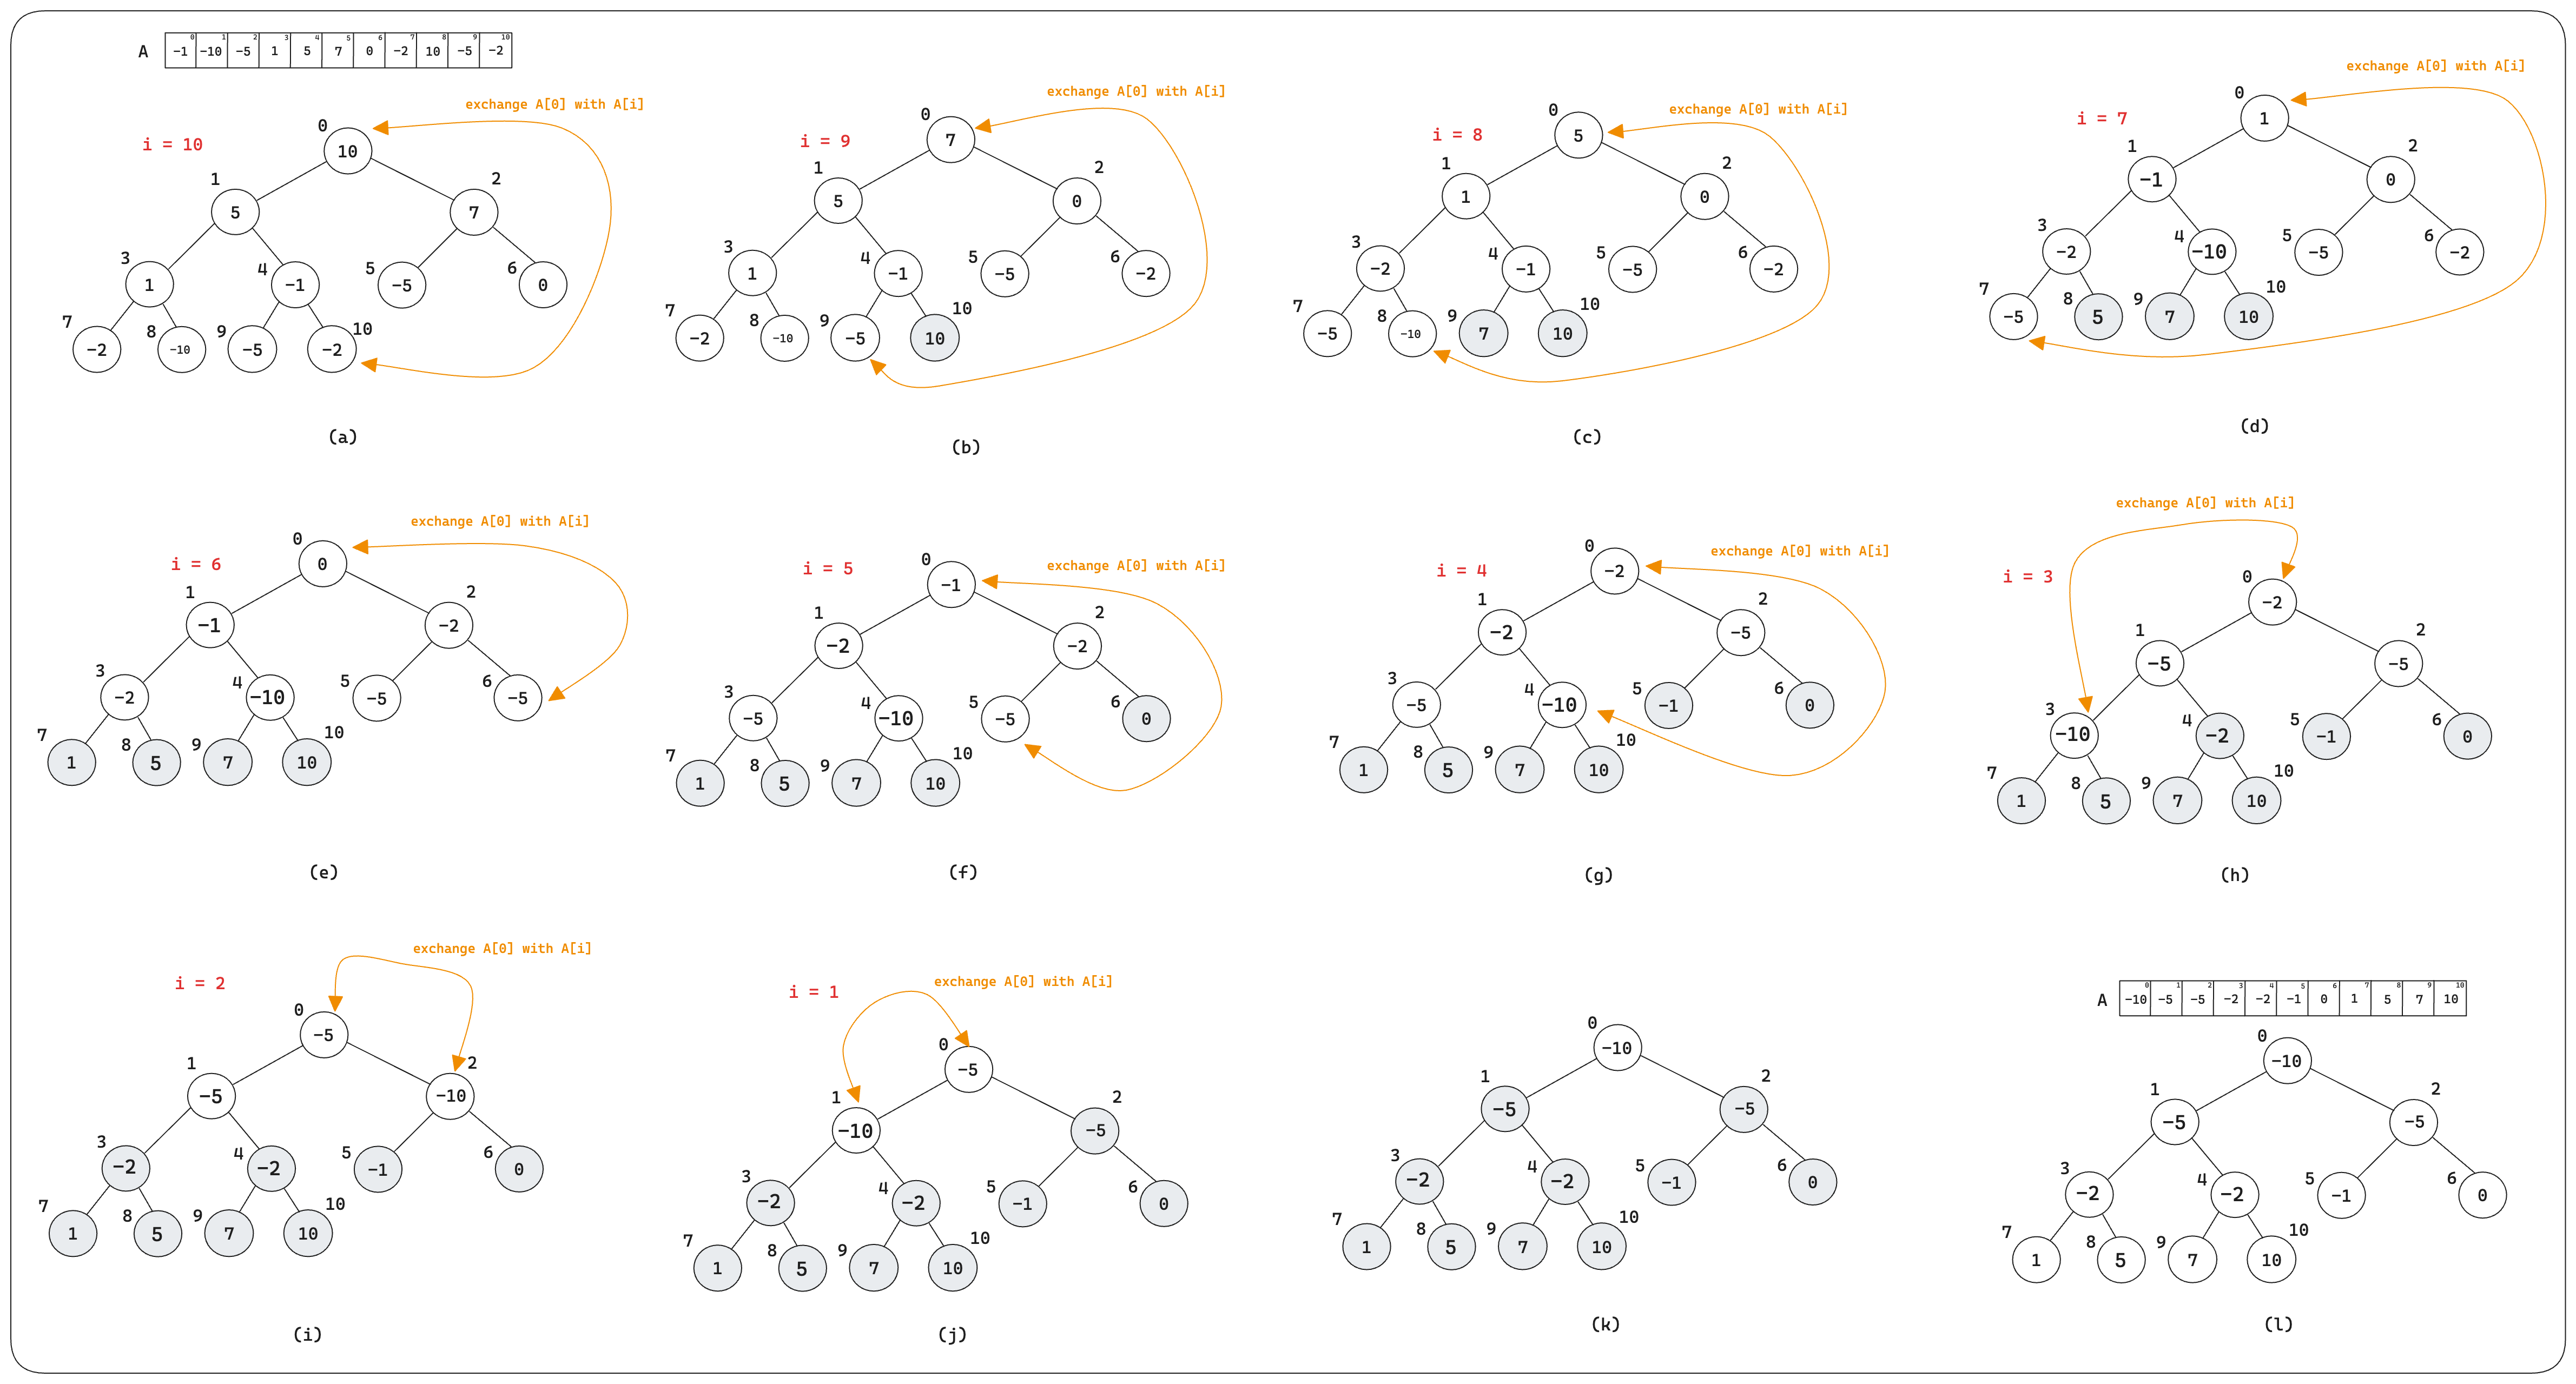 A
0 1 2 3 4 5 6 7 8 9 10
-1 -10 -5 1 5 7 0 -2 10 -5 -2
exchange A[0] with A[i]
i = 10
0
10
1 2
5 7
3 4 5 6
1 -1 -5 0
7 8 9 10
-2 -10 -5 -2
(a)
exchange A[0] with A[i]
i = 9
0
7
1 2
5 0
3 4 5 6
1 -1 -5 -2
7 8 9 10
-2 -10 -5 10
(b)
exchange A[0] with A[i]
i = 8
0
5
1 2
1 0
3 4 5 6
-2 -1 -5 -2
7 8 9 10
-5 -10 7 10
(c)
exchange A[0] with A[i]
i = 7
0
1
1 2
-1 0
3 4 5 6
-2 -10 -5 -2
7 8 9 10
-5 5 7 10
(d)
exchange A[0] with A[i]
i = 6
0
0
1 2
-1 -2
3 4 5 6
-2 -10 -5 -5
7 8 9 10
1 5 7 10
(e)
exchange A[0] with A[i]
i = 5
0
-1
1 2
-2 -2
3 4 5 6
-5 -10 -5 0
7 8 9 10
1 5 7 10
(f)
exchange A[0] with A[i]
i = 4
0
-2
1 2
-2 -5
3 4 5 6
-5 -10 -1 0
7 8 9 10
1 5 7 10
(g)
exchange A[0] with A[i]
i = 3
0
-2
1 2
-5 -5
3 4 5 6
-10 -2 -1 0
7 8 9 10
1 5 7 10
(h)
exchange A[0] with A[i]
i = 2
0
-5
1 2
-5 -10
3 4 5 6
-2 -2 -1 0
7 8 9 10
1 5 7 10
(i)
exchange A[0] with A[i]
i = 1
0
-5
1 2
-10 -5
3 4 5 6
-2 -2 -1 0
7 8 9 10
1 5 7 10
(j)
0
-10
1 2
-5 -5
3 4 5 6
-2 -2 -1 0
7 8 9 10
1 5 7 10
(k)
A
0 1 2 3 4 5 6 7 8 9 10
-10 -5 -5 -2 -2 -1 0 1 5 7 10
0
-10
1 2
-5 -5
3 4 5 6
-2 -2 -1 0
7 8 9 10
1 5 7 10
(l)